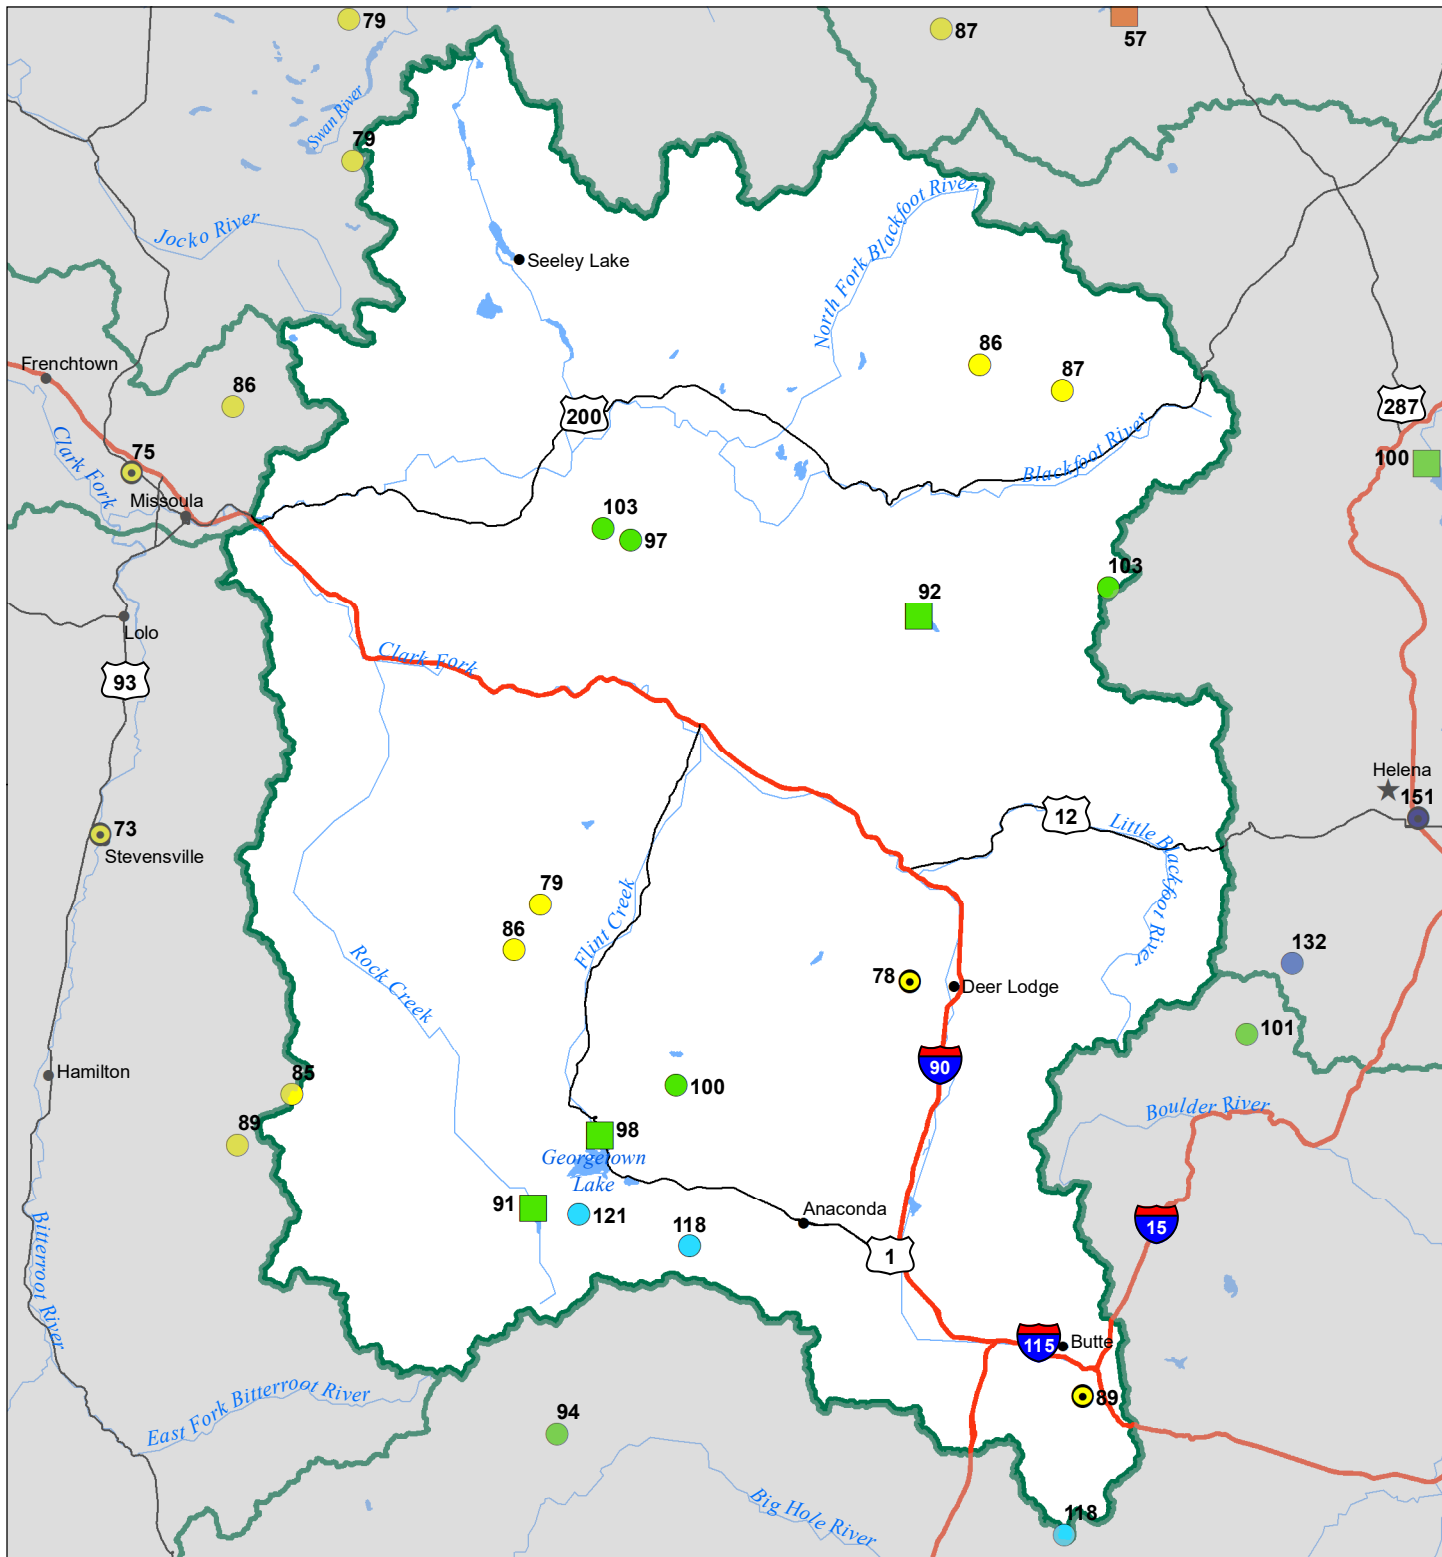 79
87
57
Swan River
79
Jocko River
North Fork Blackfoot River
Seeley Lake
Frenchtown
86
86
87
200
287
Clark Fork
75
Blackfoot River
100
Missoula
103
97
103
92
Lolo
Clark Fork
93
Helena
151
12
Little Blackfoot River
73
Stevensville
79
Flint Creek
86
132
78
Deer Lodge
Rock Creek
101
90
Hamilton
85
100
Boulder River
89
98
Georgetown
Lake
91
121
Anaconda
118
15
1
Bitterroot River
115
Butte
East Fork Bitterroot River
89
94
Big Hole River
118